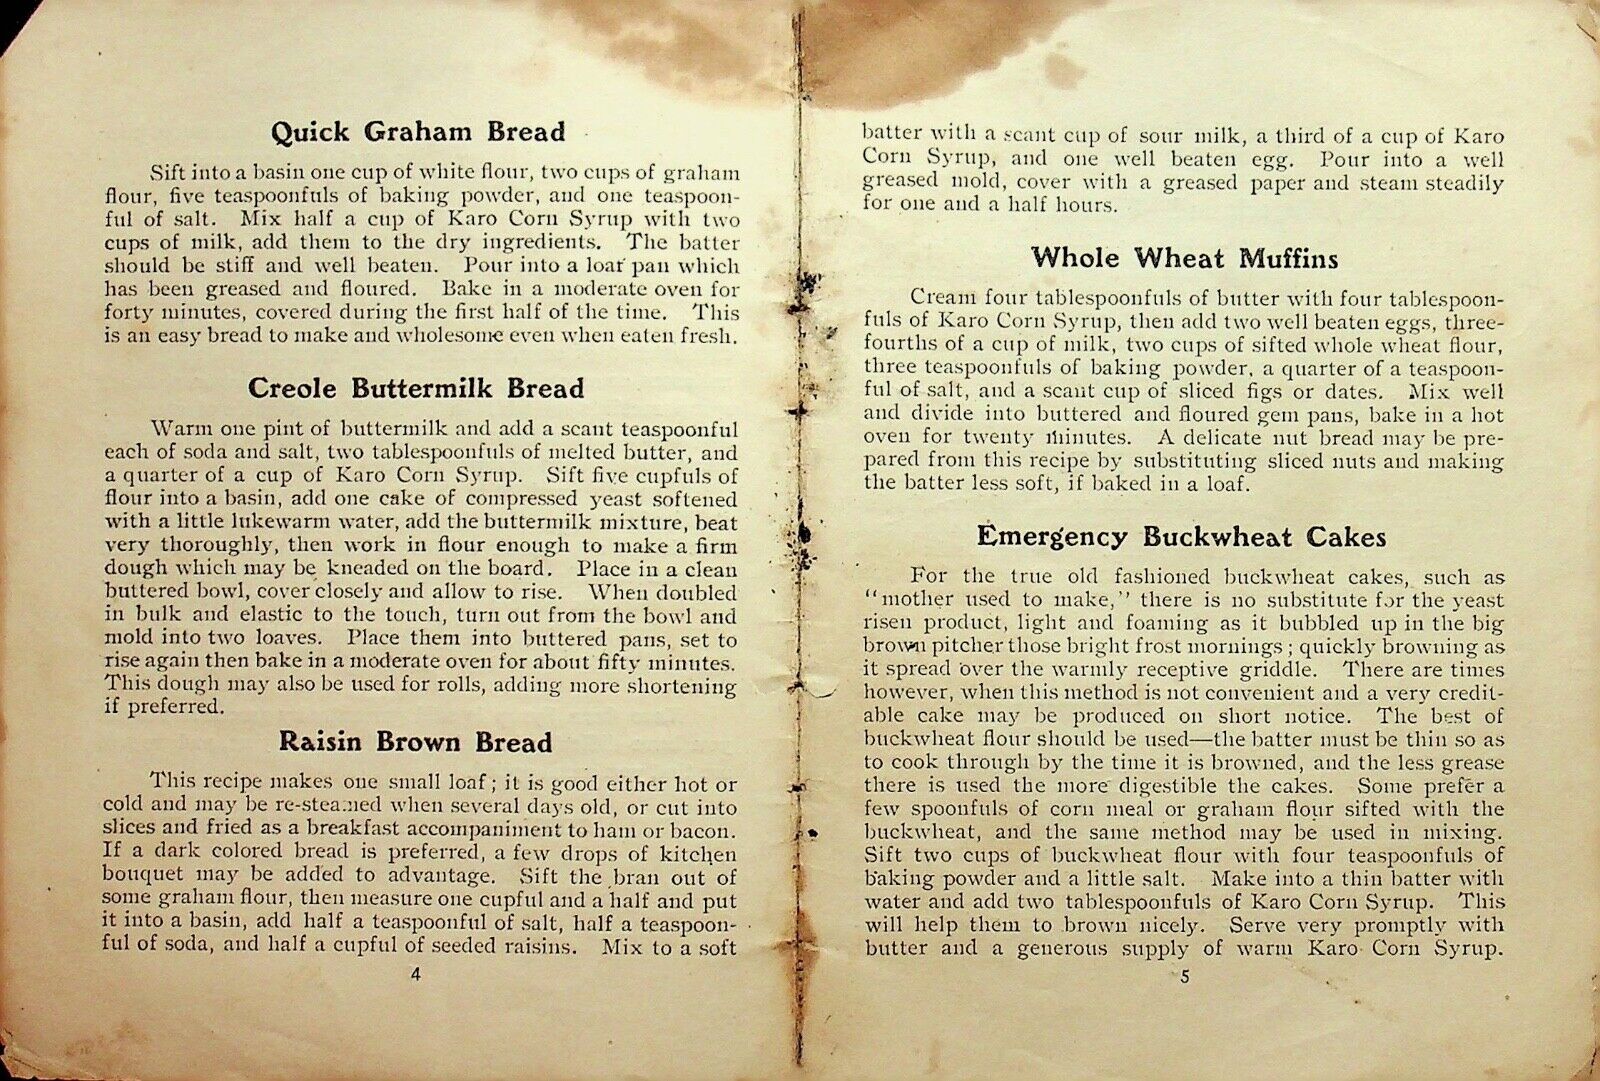 Quick Graham Bread
Sift into a basin one cup of white flour, two cups of graham
flour, five teaspoonfuls of baking powder, and one teaspoon-
ful of salt. Mix half a cup of Karo Corn Syrup with two
cups of milk, add them to the dry ingredients. The batter
should be stiff and well beaten. Pour into a loaf pan which
has been greased and floured. Bake in a moderate oven for
forty minutes, covered during the first half of the time. This
is an easy bread to make and wholesome even when eaten fresh.
Creole Buttermilk Bread
Warm one pint of buttermilk and add a scant teaspoonful
each of soda and salt, two tablespoonfuls of melted butter, and
a quarter of a cup of Karo Corn Syrup. Sift five cupfuls of
flour into a basin, add one cake of compressed yeast softened
with a little lukewarm water, add the buttermilk mixture, beat
very thoroughly, then work in flour enough to make a firm
dough which may be kneaded on the board. Place in a clean
buttered bowl, cover closely and allow to rise. When doubled
in bulk and elastic to the touch, turn out from the bowl and
mold into two loaves. Place them into buttered pans, set to
rise again then bake in a moderate oven for about fifty minutes.
This dough may also be used for rolls, adding more shortening
if preferred.
Raisin Brown Bread
This recipe makes one small loaf; it is good either hot or
cold and may be re-steamed when several days old, or cut into
slices and fried as a breakfast accompaniment to ham or bacon.
If a dark colored bread is preferred, a few drops of kitchen
bouquet may be added to advantage. Sift the bran out of
some graham flour, then measure one cupful and a half and put
it into a basin, add half a teaspoonful of salt, half a teaspoon-
ful of soda, and half a cupful of seeded raisins. Mix to a soft
4
batter with a scant cup of sour milk, a third of a cup of Karo
Corn Syrup, and one well beaten egg. Pour into a well
greased mold, cover with a greased paper and steam steadily
for one and a half hours.
Whole Wheat Muffins
Cream four tablespoonfuls of butter with four tablespoon-
fuls of Karo Corn Syrup, then add two well beaten eggs, three-
fourths of a cup of milk, two cups of sifted whole wheat flour,
three teaspoonfuls of baking powder, a quarter of a teaspoon-
ful of salt, and a scant cup of sliced figs or dates. Mix well
and divide into buttered and floured gem pans, bake in a hot
oven for twenty minutes. A delicate nut bread may be pre-
pared from this recipe by substituting sliced nuts and making
the batter less soft, if baked in a loaf.
Emergency Buckwheat Cakes
For the true old fashioned buckwheat cakes, such as
“mother used to make,” there is no substitute for the yeast
risen product, light and foaming as it bubbled up in the big
brown pitcher those bright frost mornings; quickly browning as
it spread over the warmly receptive griddle. There are times
however, when this method is not convenient and a very credit-
able cake may be produced on short notice. The best of
buckwheat flour should be used—the batter must be thin so as
to cook through by the time it is browned, and the less grease
there is used the more digestible the cakes. Some prefer a
few spoonfuls of corn meal or graham flour sifted with the
buckwheat, and the same method may be used in mixing.
Sift two cups of buckwheat flour with four teaspoonfuls of
baking powder and a little salt. Make into a thin batter with
water and add two tablespoonfuls of Karo Corn Syrup. This
will help them to brown nicely. Serve very promptly with
butter and a generous supply of warm Karo Corn Syrup.
5